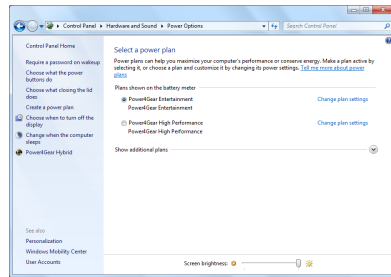 Control Panel ▸ Hardware and Sound ▸ Power Options
Search Control Panel
Control Panel Home
Require a password on wakeup
Choose what the power
buttons do
Choose what closing the lid
does
Create a power plan
Choose when to turn off the
display
Change when the computer
sleeps
Power4Gear Hybrid
See also
Personalization
Windows Mobility Center
User Accounts
Select a power plan
Power plans can help you maximize your computer's performance or conserve energy. Make a plan active by
selecting it, or choose a plan and customize it by changing its power settings. Tell me more about power
plans
Plans shown on the battery meter
Power4Gear Entertainment Change plan settings
Power4Gear Entertainment
Power4Gear High Performance Change plan settings
Power4Gear High Performance
Show additional plans
Screen brightness: